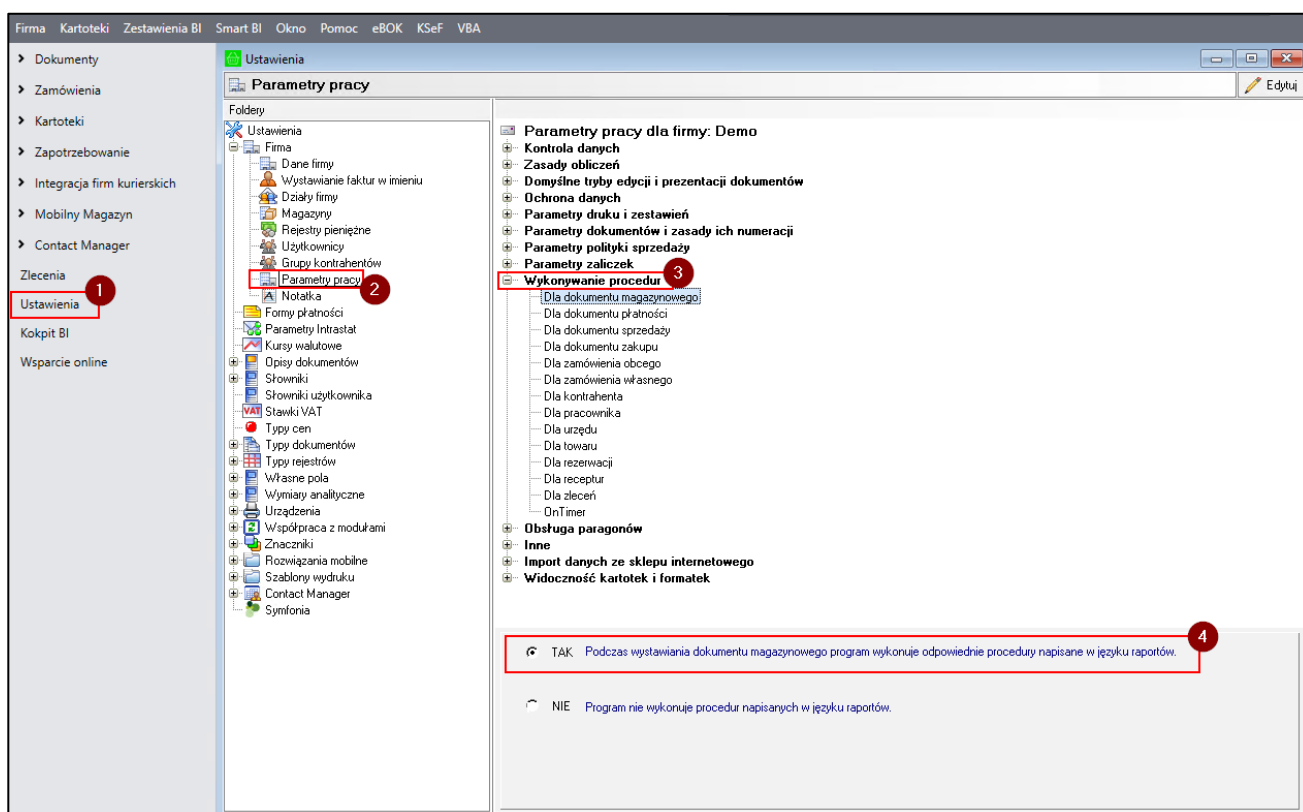 Firma Kartoteki Zestawienia BI Smart BI Okno Pomoc eBOK KSeF VBA
Dokumenty
Zamówienia
Kartoteki
Zapotrzebowanie
Integracja firm kurierskich
Mobilny Magazyn
Contact Manager
Zlecenia
1
Ustawienia
Kokpit BI
Wsparcie online
Ustawienia
Parametry pracy
Edytuj
Foldery
Ustawienia
Firma
Dane firmy
Wystawianie faktur w imieniu
Działy firmy
Magazyny
Rejestry pieniężne
Użytkownicy
Grupy kontrahentów
Parametry pracy
2
Notatka
Formy płatności
Parametry Intrastat
Kursy walutowe
Opisy dokumentów
Słowniki
Słowniki użytkownika
VAT Stawki VAT
Typy cen
Typy dokumentów
Typy rejestrów
Własne pola
Wymiary analityczne
Urządzenia
Współpraca z modułami
Znaczniki
Rozwiązania mobilne
Szablony wydruku
Contact Manager
Symfonia
Parametry pracy dla firmy: Demo
Kontrola danych
Zasady obliczeń
Domyślne tryby edycji i prezentacji dokumentów
Ochrona danych
Parametry druku i zestawień
Parametry dokumentów i zasady ich numeracji
Parametry polityki sprzedaży
Parametry zaliczek
Wykonywanie procedur
3
Dla dokumentu magazynowego
Dla dokumentu płatności
Dla dokumentu sprzedaży
Dla dokumentu zakupu
Dla zamówienia obcego
Dla zamówienia własnego
Dla kontrahenta
Dla pracownika
Dla urzędu
Dla towaru
Dla rezerwacji
Dla receptur
Dla zleceń
OnTimer
Obsługa paragonów
Inne
Import danych ze sklepu internetowego
Widoczność kartotek i formatek
4
TAK Podczas wystawiania dokumentu magazynowego program wykonuje odpowiednie procedury napisane w języku raportów.
NIE Program nie wykonuje procedur napisanych w języku raportów.